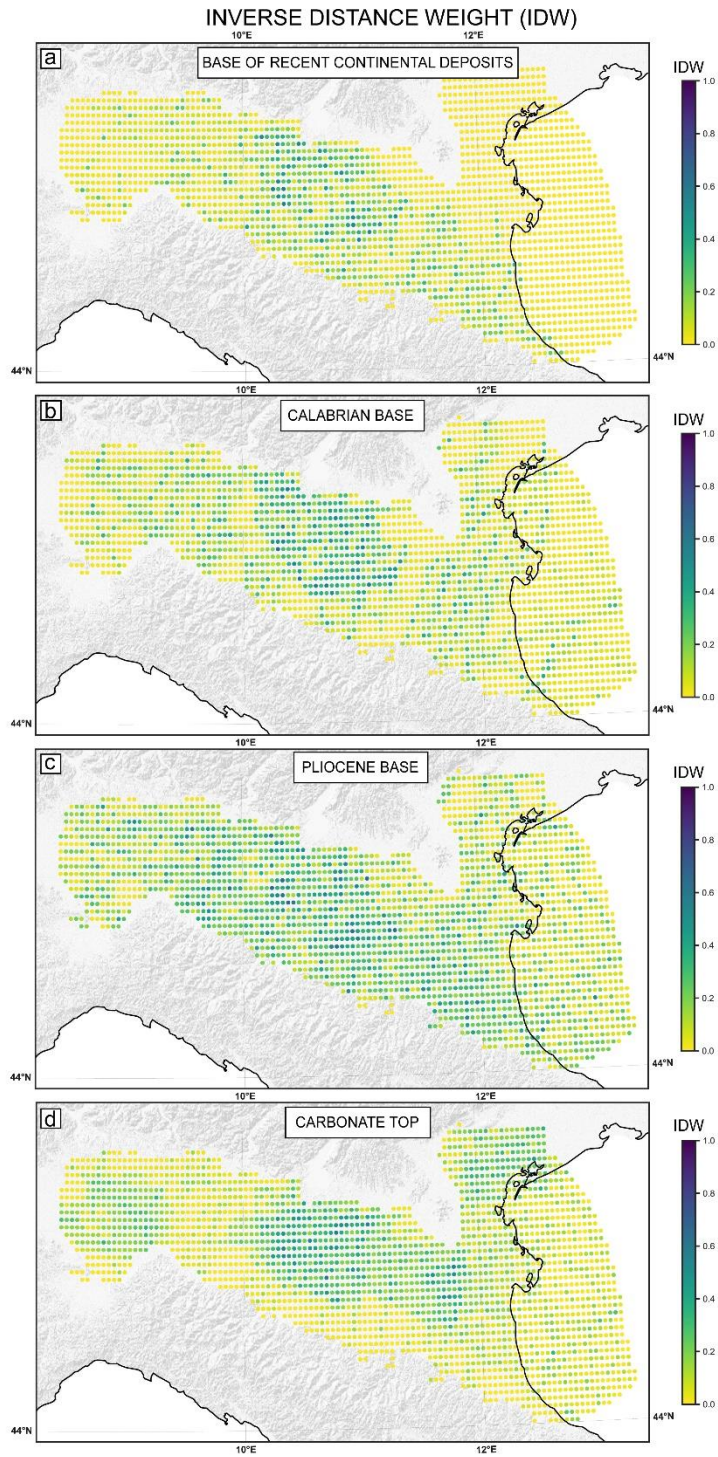 INVERSE DISTANCE WEIGHT (IDW)
10°E 12°E
a
BASE OF RECENT CONTINENTAL DEPOSITS
IDW
1.0
0.8
0.6
0.4
0.2
0.0
44°N 44°N
10°E 12°E
b
CALABRIAN BASE
IDW
1.0
0.8
0.6
0.4
0.2
0.0
44°N 44°N
10°E 12°E
c
PLIOCENE BASE
IDW
1.0
0.8
0.6
0.4
0.2
0.0
44°N 44°N
10°E 12°E
d
CARBONATE TOP
IDW
1.0
0.8
0.6
0.4
0.2
0.0
44°N 44°N
10°E 12°E